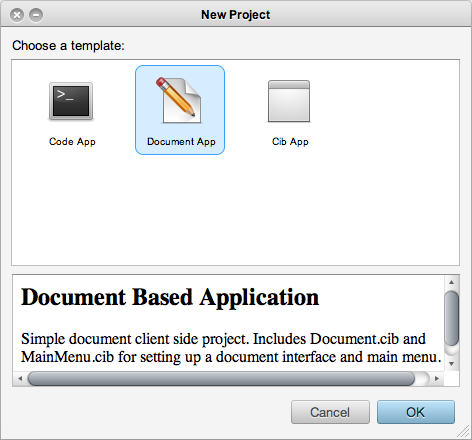 New Project
Choose a template:
>_
Code App
Document App
Cib App
Document Based Application
Simple document client side project. Includes Document.cib and
MainMenu.cib for setting up a document interface and main menu.
Cancel
OK